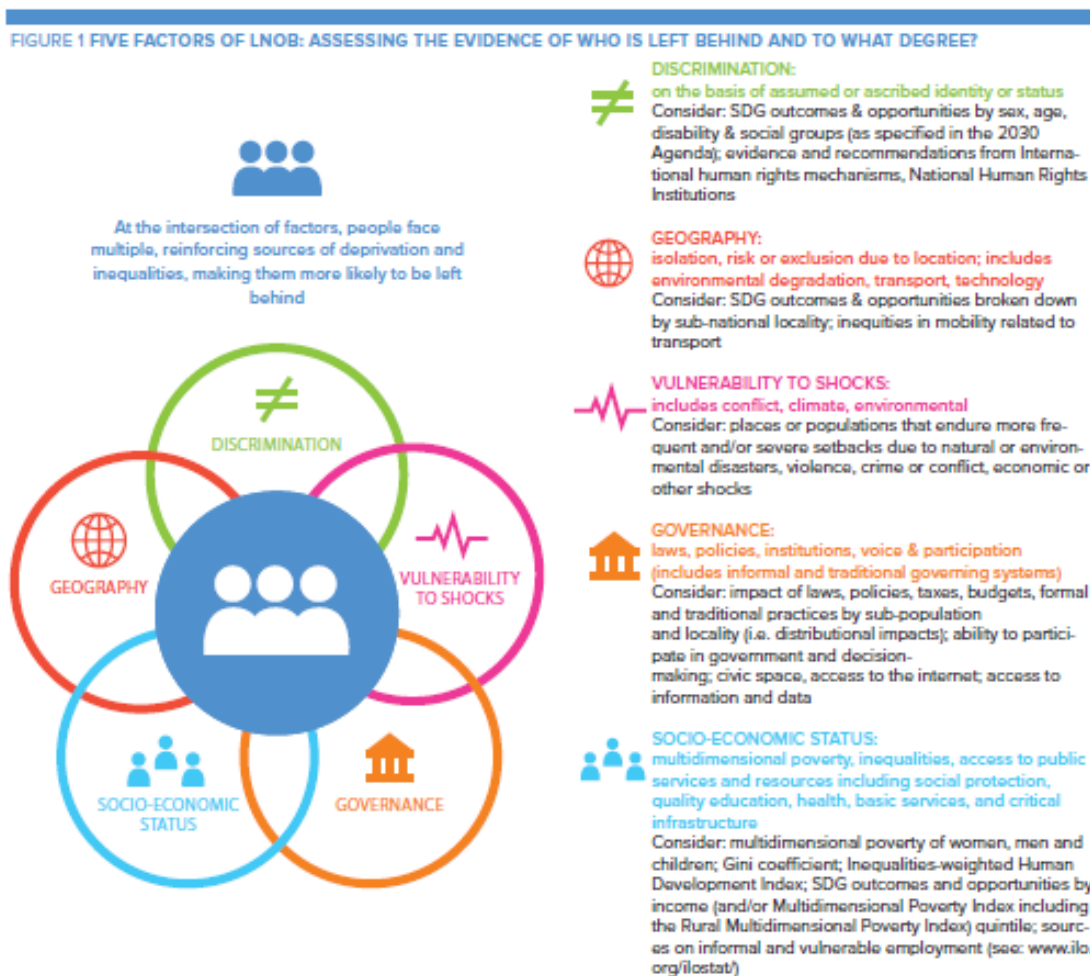 FIGURE 1 FIVE FACTORS OF LNOB: ASSESSING THE EVIDENCE OF WHO IS LEFT BEHIND AND TO WHAT DEGREE?
At the intersection of factors, people face
multiple, reinforcing sources of deprivation and
inequalities, making them more likely to be left
behind
DISCRIMINATION
GEOGRAPHY
VULNERABILITY
TO SHOCKS
SOCIO-ECONOMIC
STATUS
GOVERNANCE
DISCRIMINATION:
on the basis of assumed or ascribed identity or status
Consider: SDG outcomes & opportunities by sex, age,
disability & social groups (as specified in the 2030
Agenda); evidence and recommendations from Interna-
tional human rights mechanisms, National Human Rights
Institutions
GEOGRAPHY:
isolation, risk or exclusion due to location; includes
environmental degradation, transport, technology
Consider: SDG outcomes & opportunities broken down
by sub-national locality; inequities in mobility related to
transport
VULNERABILITY TO SHOCKS:
includes conflict, climate, environmental
Consider: places or populations that endure more fre-
quent and/or severe setbacks due to natural or environ-
mental disasters, violence, crime or conflict, economic or
other shocks
GOVERNANCE:
laws, policies, institutions, voice & participation
(includes informal and traditional governing systems)
Consider: impact of laws, policies, taxes, budgets, formal
and traditional practices by sub-population
and locality (i.e. distributional impacts); ability to partici-
pate in government and decision-
making; civic space, access to the internet; access to
information and data
SOCIO-ECONOMIC STATUS:
multidimensional poverty, inequalities, access to public
services and resources including social protection,
quality education, health, basic services, and critical
infrastructure
Consider: multidimensional poverty of women, men and
children; Gini coefficient; Inequalities-weighted Human
Development Index; SDG outcomes and opportunities by
income (and/or Multidimensional Poverty Index including
the Rural Multidimensional Poverty Index) quintile; sourc-
es on informal and vulnerable employment (see: www.ilo.
org/ilostat/)